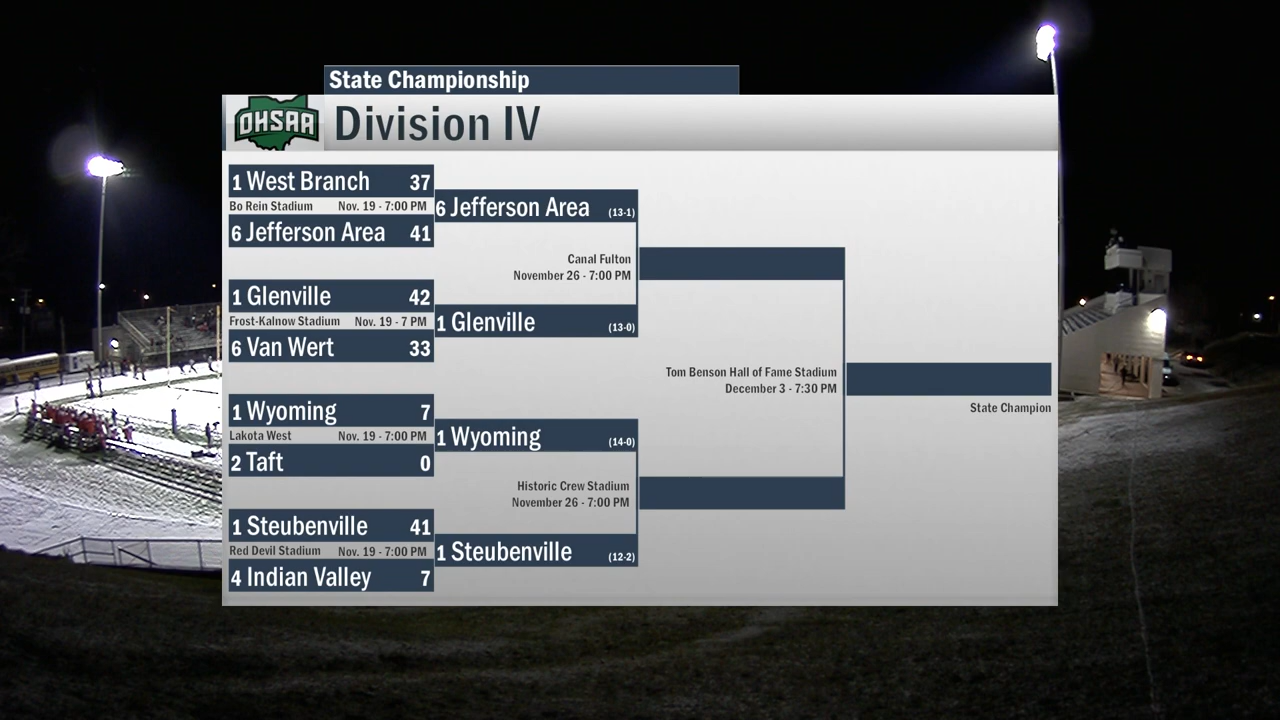 State Championship
OHSAA
Division IV
1 West Branch 37
Bo Rein Stadium Nov. 19 - 7:00 PM
6 Jefferson Area 41
6 Jefferson Area (13-1)
Canal Fulton
November 26 - 7:00 PM
1 Glenville 42
Frost-Kalnow Stadium Nov. 19 - 7 PM
6 Van Wert 33
1 Glenville (13-0)
Tom Benson Hall of Fame Stadium
December 3 - 7:30 PM
State Champion
1 Wyoming 7
Lakota West Nov. 19 - 7:00 PM
2 Taft 0
1 Wyoming (14-0)
Historic Crew Stadium
November 26 - 7:00 PM
1 Steubenville 41
Red Devil Stadium Nov. 19 - 7:00 PM
4 Indian Valley 7
1 Steubenville (12-2)